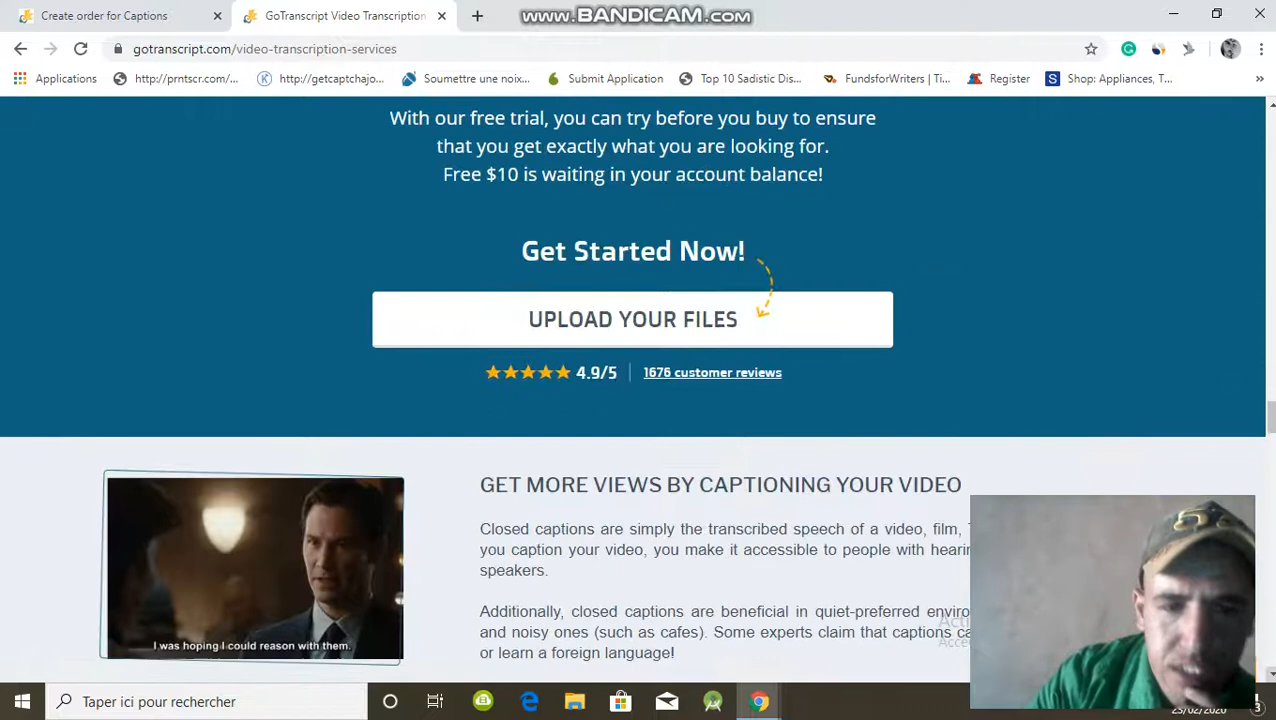 Create order for Captions
GoTranscript Video Transcription
www.BANDICAM.com
gotranscript.com/video-transcription-services
Applications
http://prntscr.com/...
http://getcaptchajo...
Soumettre une noix...
Submit Application
Top 10 Sadistic Dis...
FundsforWriters | Ti...
Register
Shop: Appliances, T...
With our free trial, you can try before you buy to ensure
that you get exactly what you are looking for.
Free $10 is waiting in your account balance!
Get Started Now!
UPLOAD YOUR FILES
4.9/5
1676 customer reviews
GET MORE VIEWS BY CAPTIONING YOUR VIDEO
Closed captions are simply the transcribed speech of a video, film,
you caption your video, you make it accessible to people with hearin
speakers.
Additionally, closed captions are beneficial in quiet-preferred enviro
and noisy ones (such as cafes). Some experts claim that captions ca
or learn a foreign language!
I was hoping I could reason with them.
Acti
Accé
Taper ici pour rechercher
23/02/2020
3